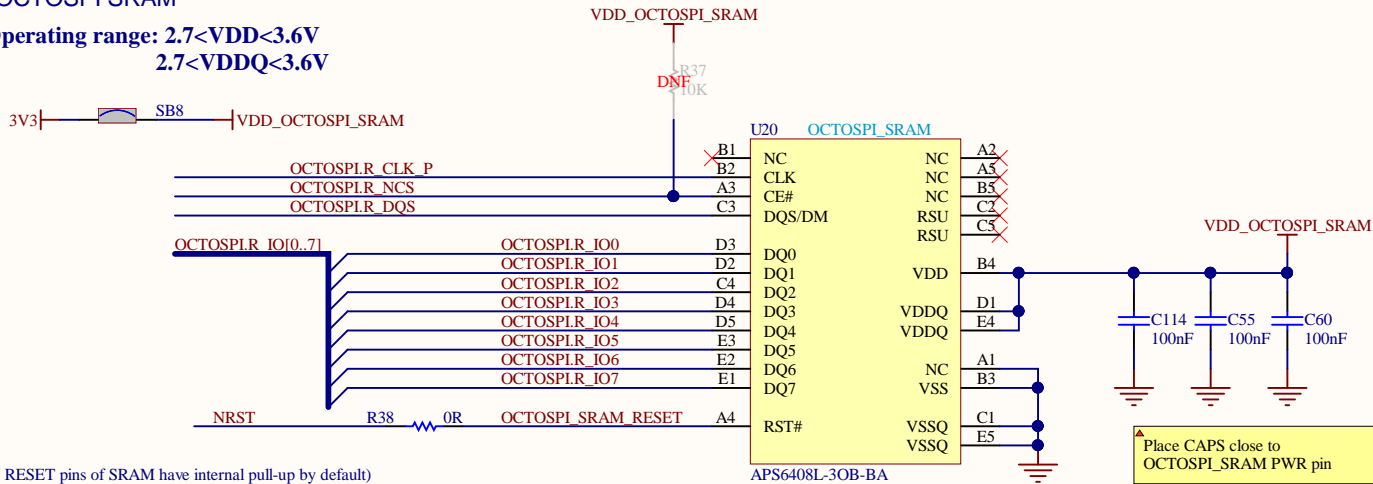 OCTOSPI SRAM
Operating range: 2.7<VDD<3.6V
2.7<VDDQ<3.6V
VDD_OCTOSPI_SRAM
R37
DNF
10K
3V3
SB8
VDD_OCTOSPI_SRAM
U20 OCTOSPI_SRAM
B1 NC NC A2
OCTOSPI.R_CLK_P B2 CLK NC A5
OCTOSPI.R_NCS A3 CE# NC B5
OCTOSPI.R_DQS C3 DQS/DM RSU C2
RSU C5
VDD_OCTOSPI_SRAM
OCTOSPI.R_IO[0..7]
OCTOSPI.R_IO0 D3 DQ0
OCTOSPI.R_IO1 D2 DQ1 VDD B4
OCTOSPI.R_IO2 C4 DQ2
OCTOSPI.R_IO3 D4 DQ3 VDDQ D1
OCTOSPI.R_IO4 D5 DQ4 VDDQ E4
C114 C55 C60
100nF 100nF 100nF
OCTOSPI.R_IO5 E3 DQ5
OCTOSPI.R_IO6 E2 DQ6 NC A1
OCTOSPI.R_IO7 E1 DQ7 VSS B3
NRST R38 0R OCTOSPI_SRAM_RESET A4 RST# VSSQ C1
VSSQ E5
Place CAPS close to
OCTOSPI_SRAM PWR pin
RESET pins of SRAM have internal pull-up by default)
APS6408L-3OB-BA